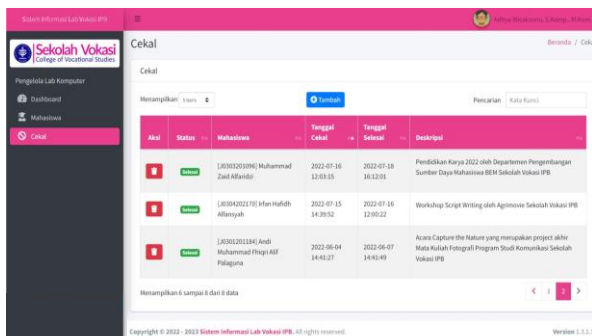 Sistem Informasi Lab Vokasi IPB
Sekolah Vokasi
College of Vocational Studies
Pengelola Lab Komputer
Dashboard
Mahasiswa
Cekal
Cekal
Beranda / Cekal
Cekal
Menampilkan
Tambah
Pencarian Kata Kunci
Aksi Status Mahasiswa Tanggal Cekal Tanggal Selesai Deskripsi
Selesai
[J0303201096] Muhammad
Zaid Alfaridzi
2022-07-16
12:03:15
2022-07-18
16:12:01
Pendidikan Karya 2022 oleh Departemen Pengembangan
Sumber Daya Mahasiswa BEM Sekolah Vokasi IPB
Selesai
[J0304202170] Irfan Hafidh
Alfansyah
2022-07-15
14:39:52
2022-07-16
12:00:22
Workshop Script Writing oleh Agrimovie Sekolah Vokasi IPB
Selesai
[J0301201184] Andi
Muhammad Fhiqri Alif
Palaguna
2022-06-04
14:41:27
2022-06-07
14:41:49
Acara Capture the Nature yang merupakan project akhir
Mata Kuliah Fotografi Program Studi Komunikasi Sekolah
Vokasi IPB
Menampilkan 6 sampai 8 dari 8 data
1 2
Copyright © 2022 - 2023 Sistem Informasi Lab Vokasi IPB. All rights reserved.
Version